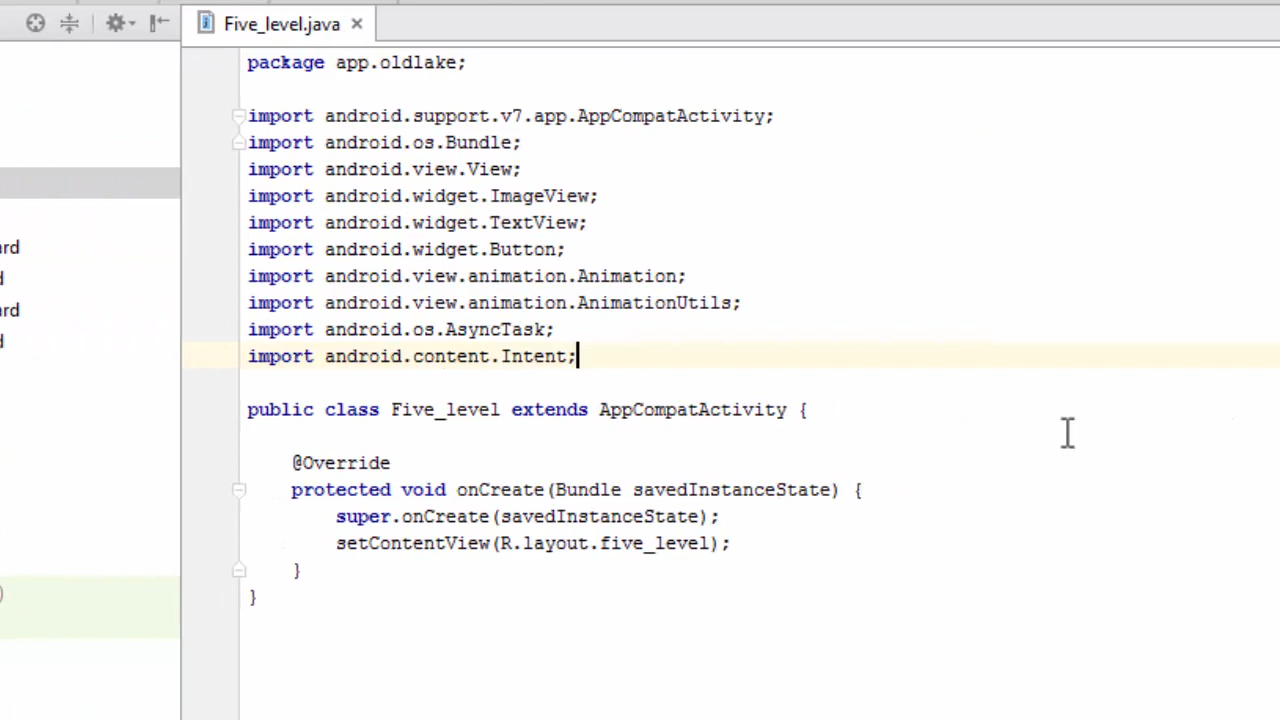 Five_level.java
package app.oldlake;
import android.support.v7.app.AppCompatActivity;
import android.os.Bundle;
import android.view.View;
import android.widget.ImageView;
import android.widget.TextView;
import android.widget.Button;
import android.view.animation.Animation;
import android.view.animation.AnimationUtils;
import android.os.AsyncTask;
import android.content.Intent;
public class Five_level extends AppCompatActivity {
@Override
protected void onCreate(Bundle savedInstanceState) {
super.onCreate(savedInstanceState);
setContentView(R.layout.five_level);
}
}